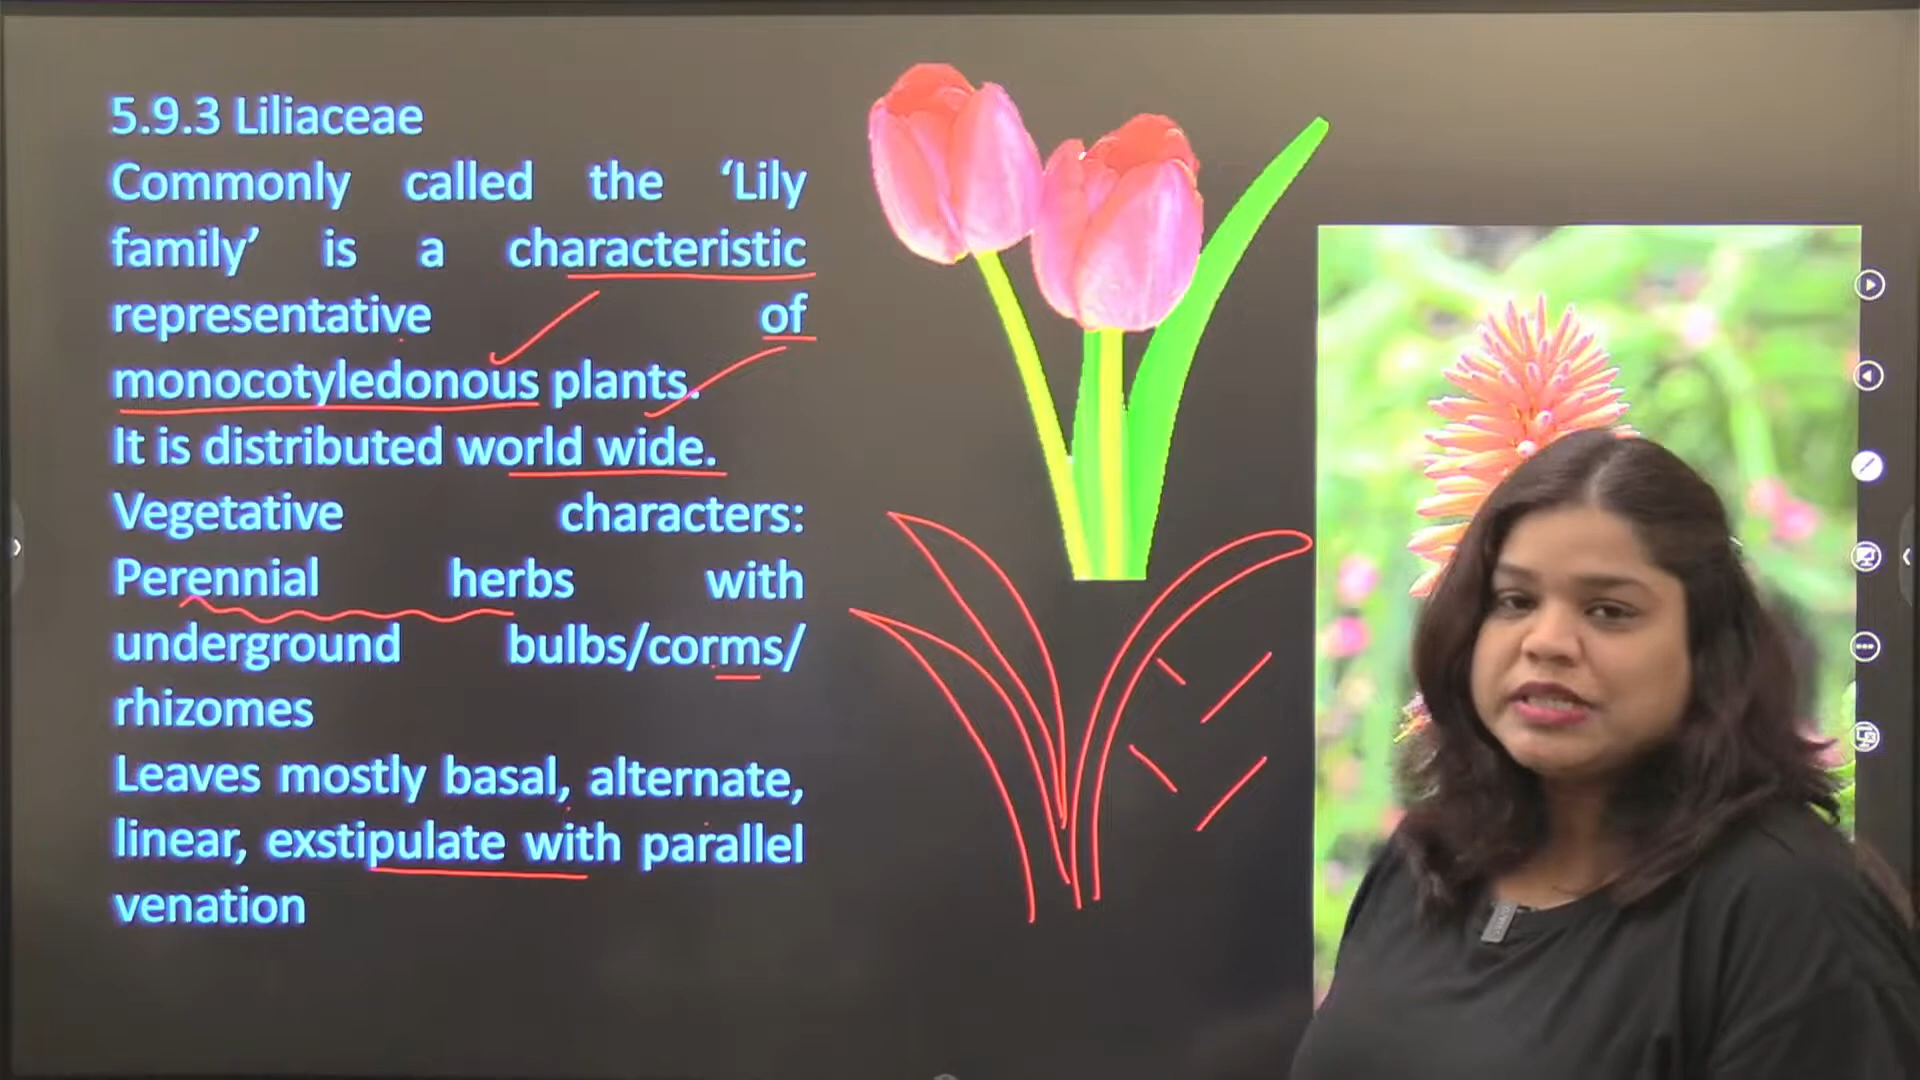 5.9.3 Liliaceae
Commonly called the ‘Lily
family’ is a characteristic
representative of
monocotyledonous plants.
It is distributed world wide.
Vegetative characters:
Perennial herbs with
underground bulbs/corms/
rhizomes
Leaves mostly basal, alternate,
linear, exstipulate with parallel
venation